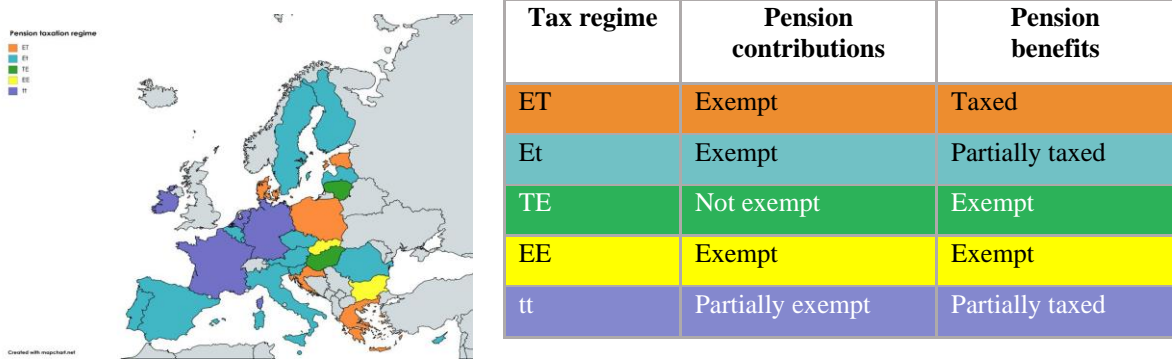 Pension taxation regime
ET
Et
TE
EE
tt
Created with mapchart.net
Tax regime Pension contributions Pension benefits
ET Exempt Taxed
Et Exempt Partially taxed
TE Not exempt Exempt
EE Exempt Exempt
tt Partially exempt Partially taxed